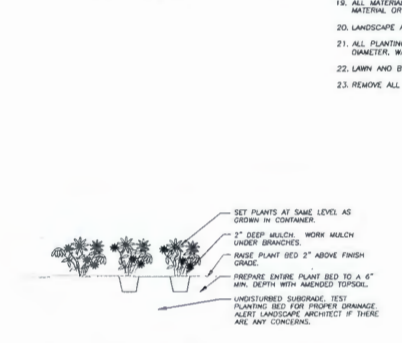 19. ALL MATERIAL
MATERIAL OR
20. LANDSCAPE
21. ALL PLANTING
DIAMETER,
22. LAWN AND
23. REMOVE ALL
SET PLANTS AT SAME LEVEL AS
GROWN IN CONTAINER.
2" DEEP MULCH. WORK MULCH
UNDER BRANCHES.
RAISE PLANT BED 2" ABOVE FINISH
GRADE.
PREPARE ENTIRE PLANT BED TO A 6"
MIN. DEPTH WITH AMENDED TOPSOIL.
UNDISTURBED SUBGRADE. TEST
PLANTING BED FOR PROPER DRAINAGE.
ALERT LANDSCAPE ARCHITECT IF THERE
ARE ANY CONCERNS.